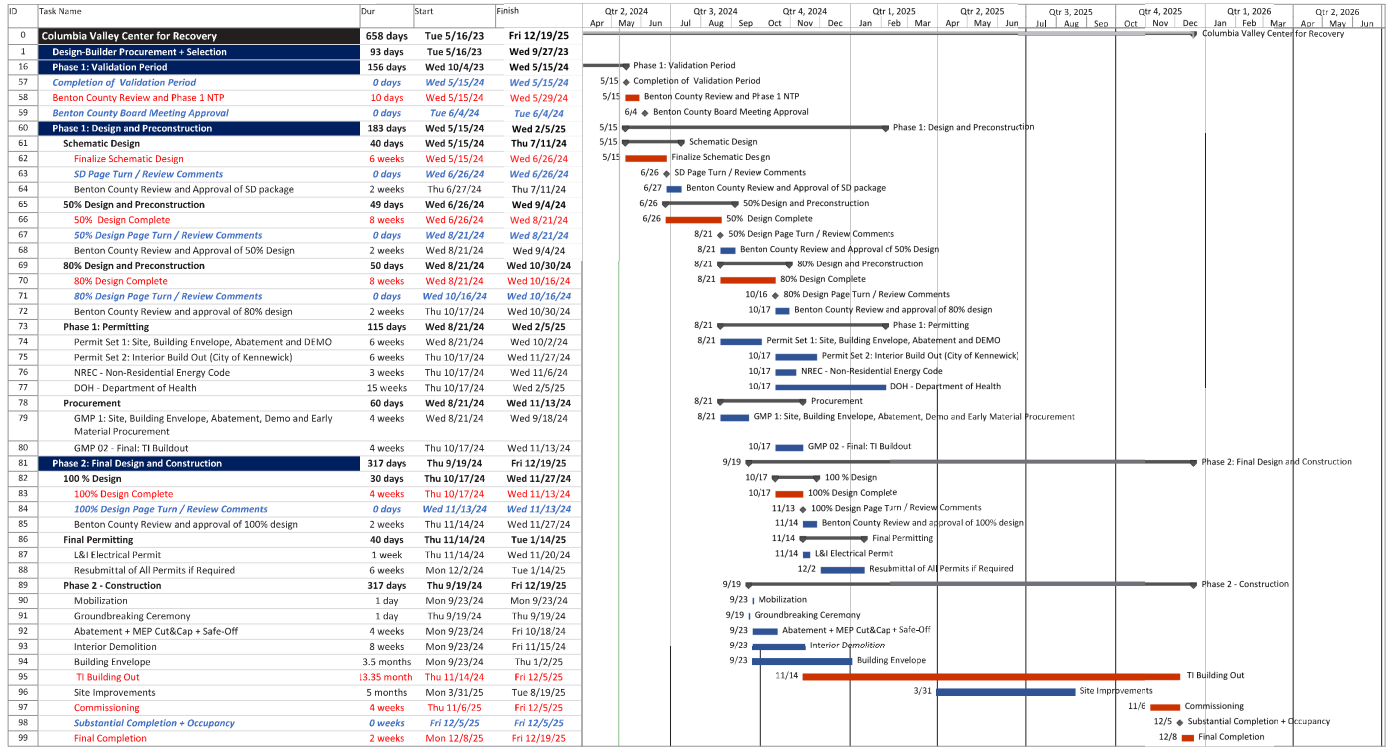 ID Task Name Dur Start Finish Qtr 2, 2024 Qtr 3, 2024 Qtr 4, 2024 Qtr 1, 2025 Qtr 2, 2025 Qtr 3, 2025 Qtr 4, 2025 Qtr 1, 2026 Qtr 2, 2026
Apr May Jun Jul Aug Sep Oct Nov Dec Jan Feb Mar Apr May Jun Jul Aug Sep Oct Nov Dec Jan Feb Mar Apr May Jun
0 Columbia Valley Center for Recovery 658 days Tue 5/16/23 Fri 12/19/25 Columbia Valley Center for Recovery
1 Design-Builder Procurement + Selection 93 days Tue 5/16/23 Wed 9/27/23
16 Phase 1: Validation Period 156 days Wed 10/4/23 Wed 5/15/24 Phase 1: Validation Period
57 Completion of Validation Period 0 days Wed 5/15/24 Wed 5/15/24 5/15 Completion of Validation Period
58 Benton County Review and Phase 1 NTP 10 days Wed 5/15/24 Wed 5/29/24 5/15 Benton County Review and Phase 1 NTP
59 Benton County Board Meeting Approval 0 days Tue 6/4/24 Tue 6/4/24 6/4 Benton County Board Meeting Approval
60 Phase 1: Design and Preconstruction 183 days Wed 5/15/24 Wed 2/5/25 5/15 Phase 1: Design and Preconstruction
61 Schematic Design 40 days Wed 5/15/24 Thu 7/11/24 5/15 Schematic Design
62 Finalize Schematic Design 6 weeks Wed 5/15/24 Wed 6/26/24 5/15 Finalize Schematic Design
63 SD Page Turn / Review Comments 0 days Wed 6/26/24 Wed 6/26/24 6/26 SD Page Turn / Review Comments
64 Benton County Review and Approval of SD package 2 weeks Thu 6/27/24 Thu 7/11/24 6/27 Benton County Review and Approval of SD package
65 50% Design and Preconstruction 49 days Wed 6/26/24 Wed 9/4/24 6/26 50% Design and Preconstruction
66 50% Design Complete 8 weeks Wed 6/26/24 Wed 8/21/24 6/26 50% Design Complete
67 50% Design Page Turn / Review Comments 0 days Wed 8/21/24 Wed 8/21/24 8/21 50% Design Page Turn / Review Comments
68 Benton County Review and Approval of 50% Design 2 weeks Wed 8/21/24 Wed 9/4/24 8/21 Benton County Review and Approval of 50% Design
69 80% Design and Preconstruction 50 days Wed 8/21/24 Wed 10/30/24 8/21 80% Design and Preconstruction
70 80% Design Complete 8 weeks Wed 8/21/24 Wed 10/16/24 8/21 80% Design Complete
71 80% Design Page Turn / Review Comments 0 days Wed 10/16/24 Wed 10/16/24 10/16 80% Design Page Turn / Review Comments
72 Benton County Review and approval of 80% design 2 weeks Thu 10/17/24 Wed 10/30/24 10/17 Benton County Review and approval of 80% design
73 Phase 1: Permitting 115 days Wed 8/21/24 Wed 2/5/25 8/21 Phase 1: Permitting
74 Permit Set 1: Site, Building Envelope, Abatement and DEMO 6 weeks Wed 8/21/24 Wed 10/2/24 8/21 Permit Set 1: Site, Building Envelope, Abatement and DEMO
75 Permit Set 2: Interior Build Out (City of Kennewick) 6 weeks Thu 10/17/24 Wed 11/27/24 10/17 Permit Set 2: Interior Build Out (City of Kennewick)
76 NREC - Non-Residential Energy Code 3 weeks Thu 10/17/24 Wed 11/6/24 10/17 NREC - Non-Residential Energy Code
77 DOH - Department of Health 15 weeks Thu 10/17/24 Wed 2/5/25 10/17 DOH - Department of Health
78 Procurement 60 days Wed 8/21/24 Wed 11/13/24 8/21 Procurement
79 GMP 1: Site, Building Envelope, Abatement, Demo and Early 4 weeks Wed 8/21/24 Wed 9/18/24 8/21 GMP 1: Site, Building Envelope, Abatement, Demo and Early Material Procurement
Material Procurement
80 GMP 02 - Final: TI Buildout 4 weeks Thu 10/17/24 Wed 11/13/24 10/17 GMP 02 - Final: TI Buildout
81 Phase 2: Final Design and Construction 317 days Thu 9/19/24 Fri 12/19/25 9/19 Phase 2: Final Design and Construction
82 100 % Design 30 days Thu 10/17/24 Wed 11/27/24 10/17 100 % Design
83 100% Design Complete 4 weeks Thu 10/17/24 Wed 11/13/24 10/17 100% Design Complete
84 100% Design Page Turn / Review Comments 0 days Wed 11/13/24 Wed 11/13/24 11/13 100% Design Page Turn / Review Comments
85 Benton County Review and approval of 100% design 2 weeks Thu 11/14/24 Wed 11/27/24 11/14 Benton County Review and approval of 100% design
86 Final Permitting 40 days Thu 11/14/24 Tue 1/14/25 11/14 Final Permitting
87 L&I Electrical Permit 1 week Thu 11/14/24 Wed 11/20/24 11/14 L&I Electrical Permit
88 Resubmittal of All Permits if Required 6 weeks Mon 12/2/24 Tue 1/14/25 12/2 Resubmittal of All Permits if Required
89 Phase 2 - Construction 317 days Thu 9/19/24 Fri 12/19/25 9/19 Phase 2 - Construction
90 Mobilization 1 day Mon 9/23/24 Mon 9/23/24 9/23 Mobilization
91 Groundbreaking Ceremony 1 day Thu 9/19/24 Thu 9/19/24 9/19 Groundbreaking Ceremony
92 Abatement + MEP Cut&Cap + Safe-Off 4 weeks Mon 9/23/24 Fri 10/18/24 9/23 Abatement + MEP Cut&Cap + Safe-Off
93 Interior Demolition 8 weeks Mon 9/23/24 Fri 11/15/24 9/23 Interior Demolition
94 Building Envelope 3.5 months Mon 9/23/24 Thu 1/2/25 9/23 Building Envelope
95 TI Building Out 13.35 month Thu 11/14/24 Fri 12/5/25 11/14 TI Building Out
96 Site Improvements 5 months Mon 3/31/25 Tue 8/19/25 3/31 Site Improvements
97 Commissioning 4 weeks Thu 11/6/25 Fri 12/5/25 11/6 Commissioning
98 Substantial Completion + Occupancy 0 weeks Fri 12/5/25 Fri 12/5/25 12/5 Substantial Completion + Occupancy
99 Final Completion 2 weeks Mon 12/8/25 Fri 12/19/25 12/8 Final Completion